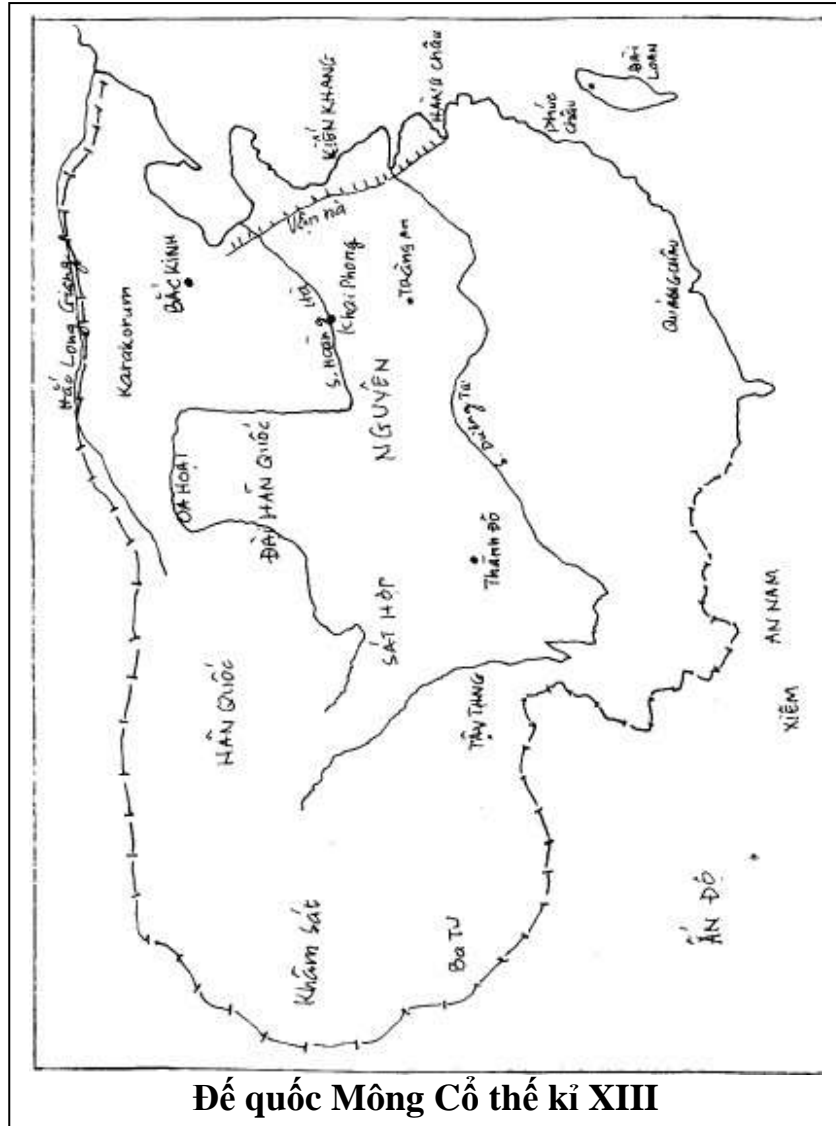 Hắc Long Giang
Karakorum
BẮC KINH
KIẾN KHANG
HÀNG CHÂU
Vận Hà
S. Hoàng Hà
Khai Phong
TRÀNG AN
Phúc Châu
ĐÀI LOAN
QUẢNG CHÂU
OA HOẠT
ĐẠI HÃN QUỐC
NGUYÊN
S. Dương Tử
Thành Đô
SÁT HỢP
HÃN QUỐC
TÂN TẠNG
AN NAM
XIÊM
Khâm Sát
Ba Tư
ẤN ĐỘ
Đế quốc Mông Cổ thế kỉ XIII